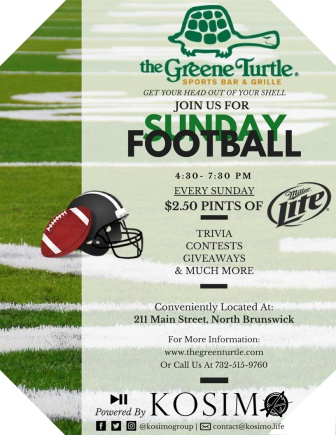 the Greene Turtle®
SPORTS BAR & GRILLE
GET YOUR HEAD OUT OF YOUR SHELL
JOIN US FOR
SUNDAY
FOOTBALL
4:30- 7:30 PM
EVERY SUNDAY
$2.50 PINTS OF
Miller
Lite
TRIVIA
CONTESTS
GIVEAWAYS
& MUCH MORE
Conveniently Located At:
211 Main Street, North Brunswick
For More Information:
www.thegreenturtle.com
Or Call Us At 732-515-9760
Powered By KOSIMO
@kosimogroup | contact@kosimo.life